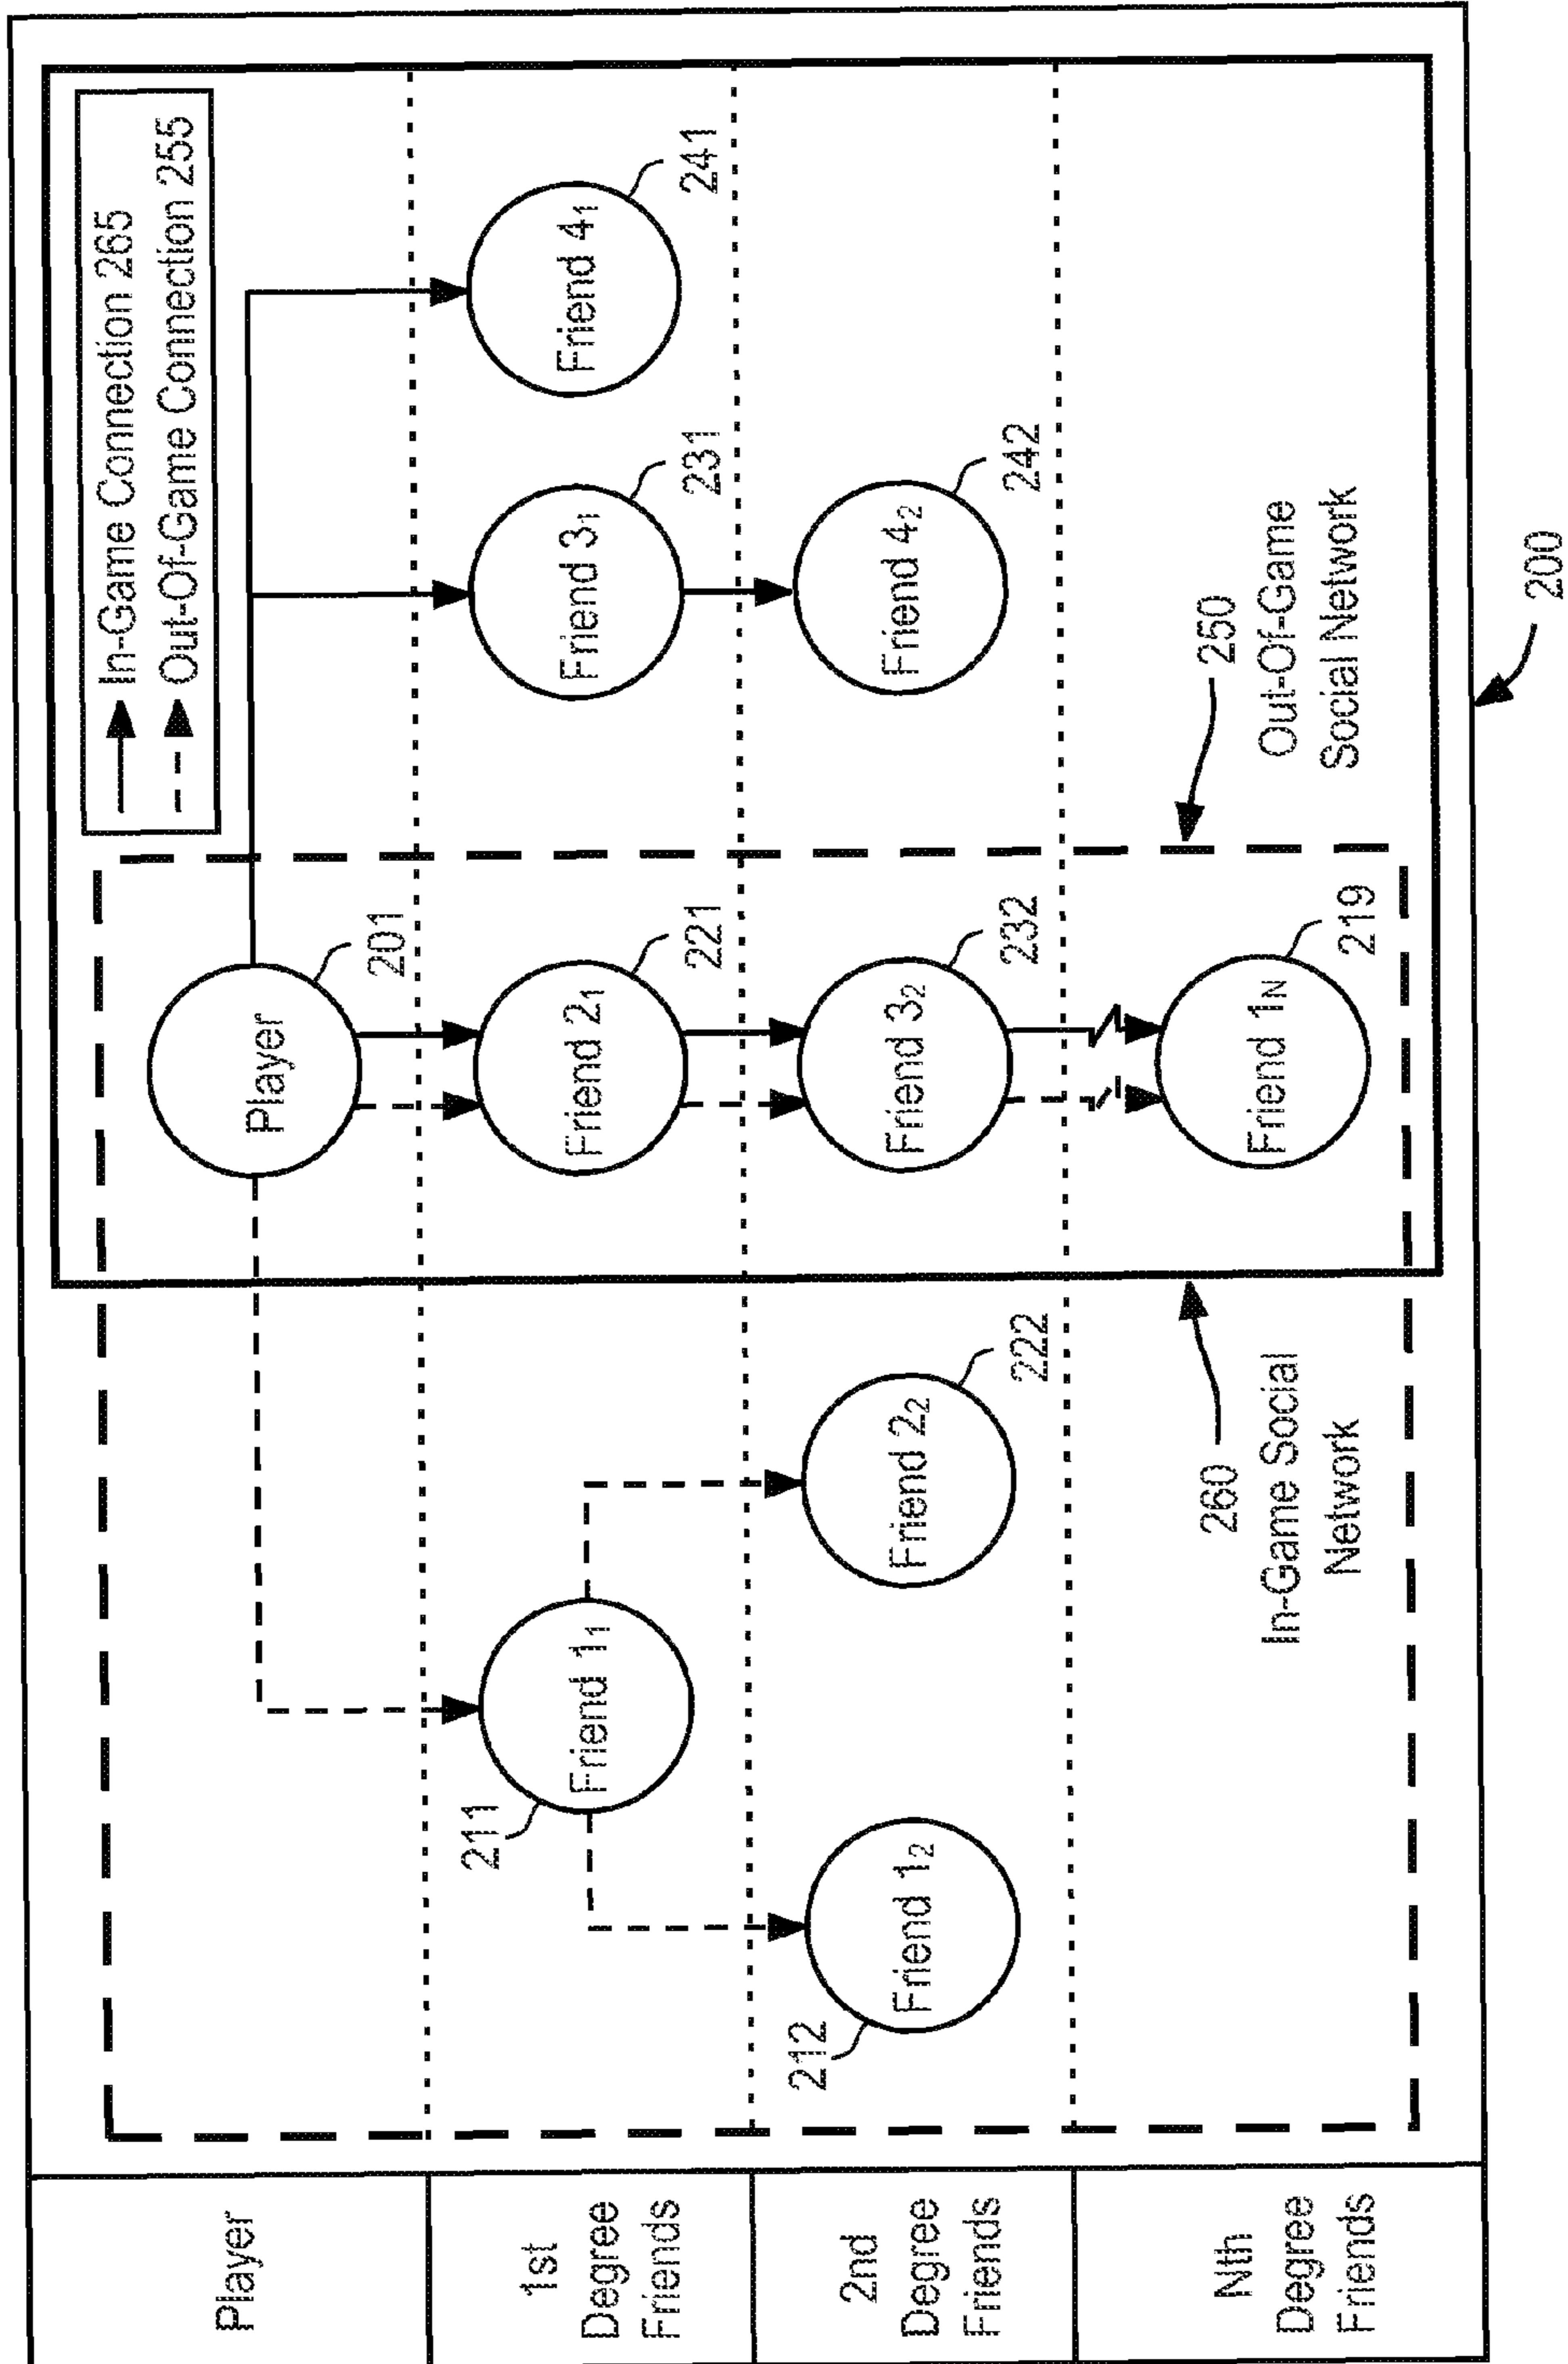 Player
1st
Degree
Friends
2nd
Degree
Friends
Nth
Degree
Friends
In-Game Connection 265
Out-Of-Game Connection 255
Player
201
211
Friend 1₁
Friend 2₁
221
Friend 3₁
231
Friend 4₁
241
212
Friend 1₂
Friend 2₂
222
Friend 3₂
232
Friend 4₂
242
260
In-Game Social
Network
Friend 1N
219
250
Out-Of-Game
Social Network
200